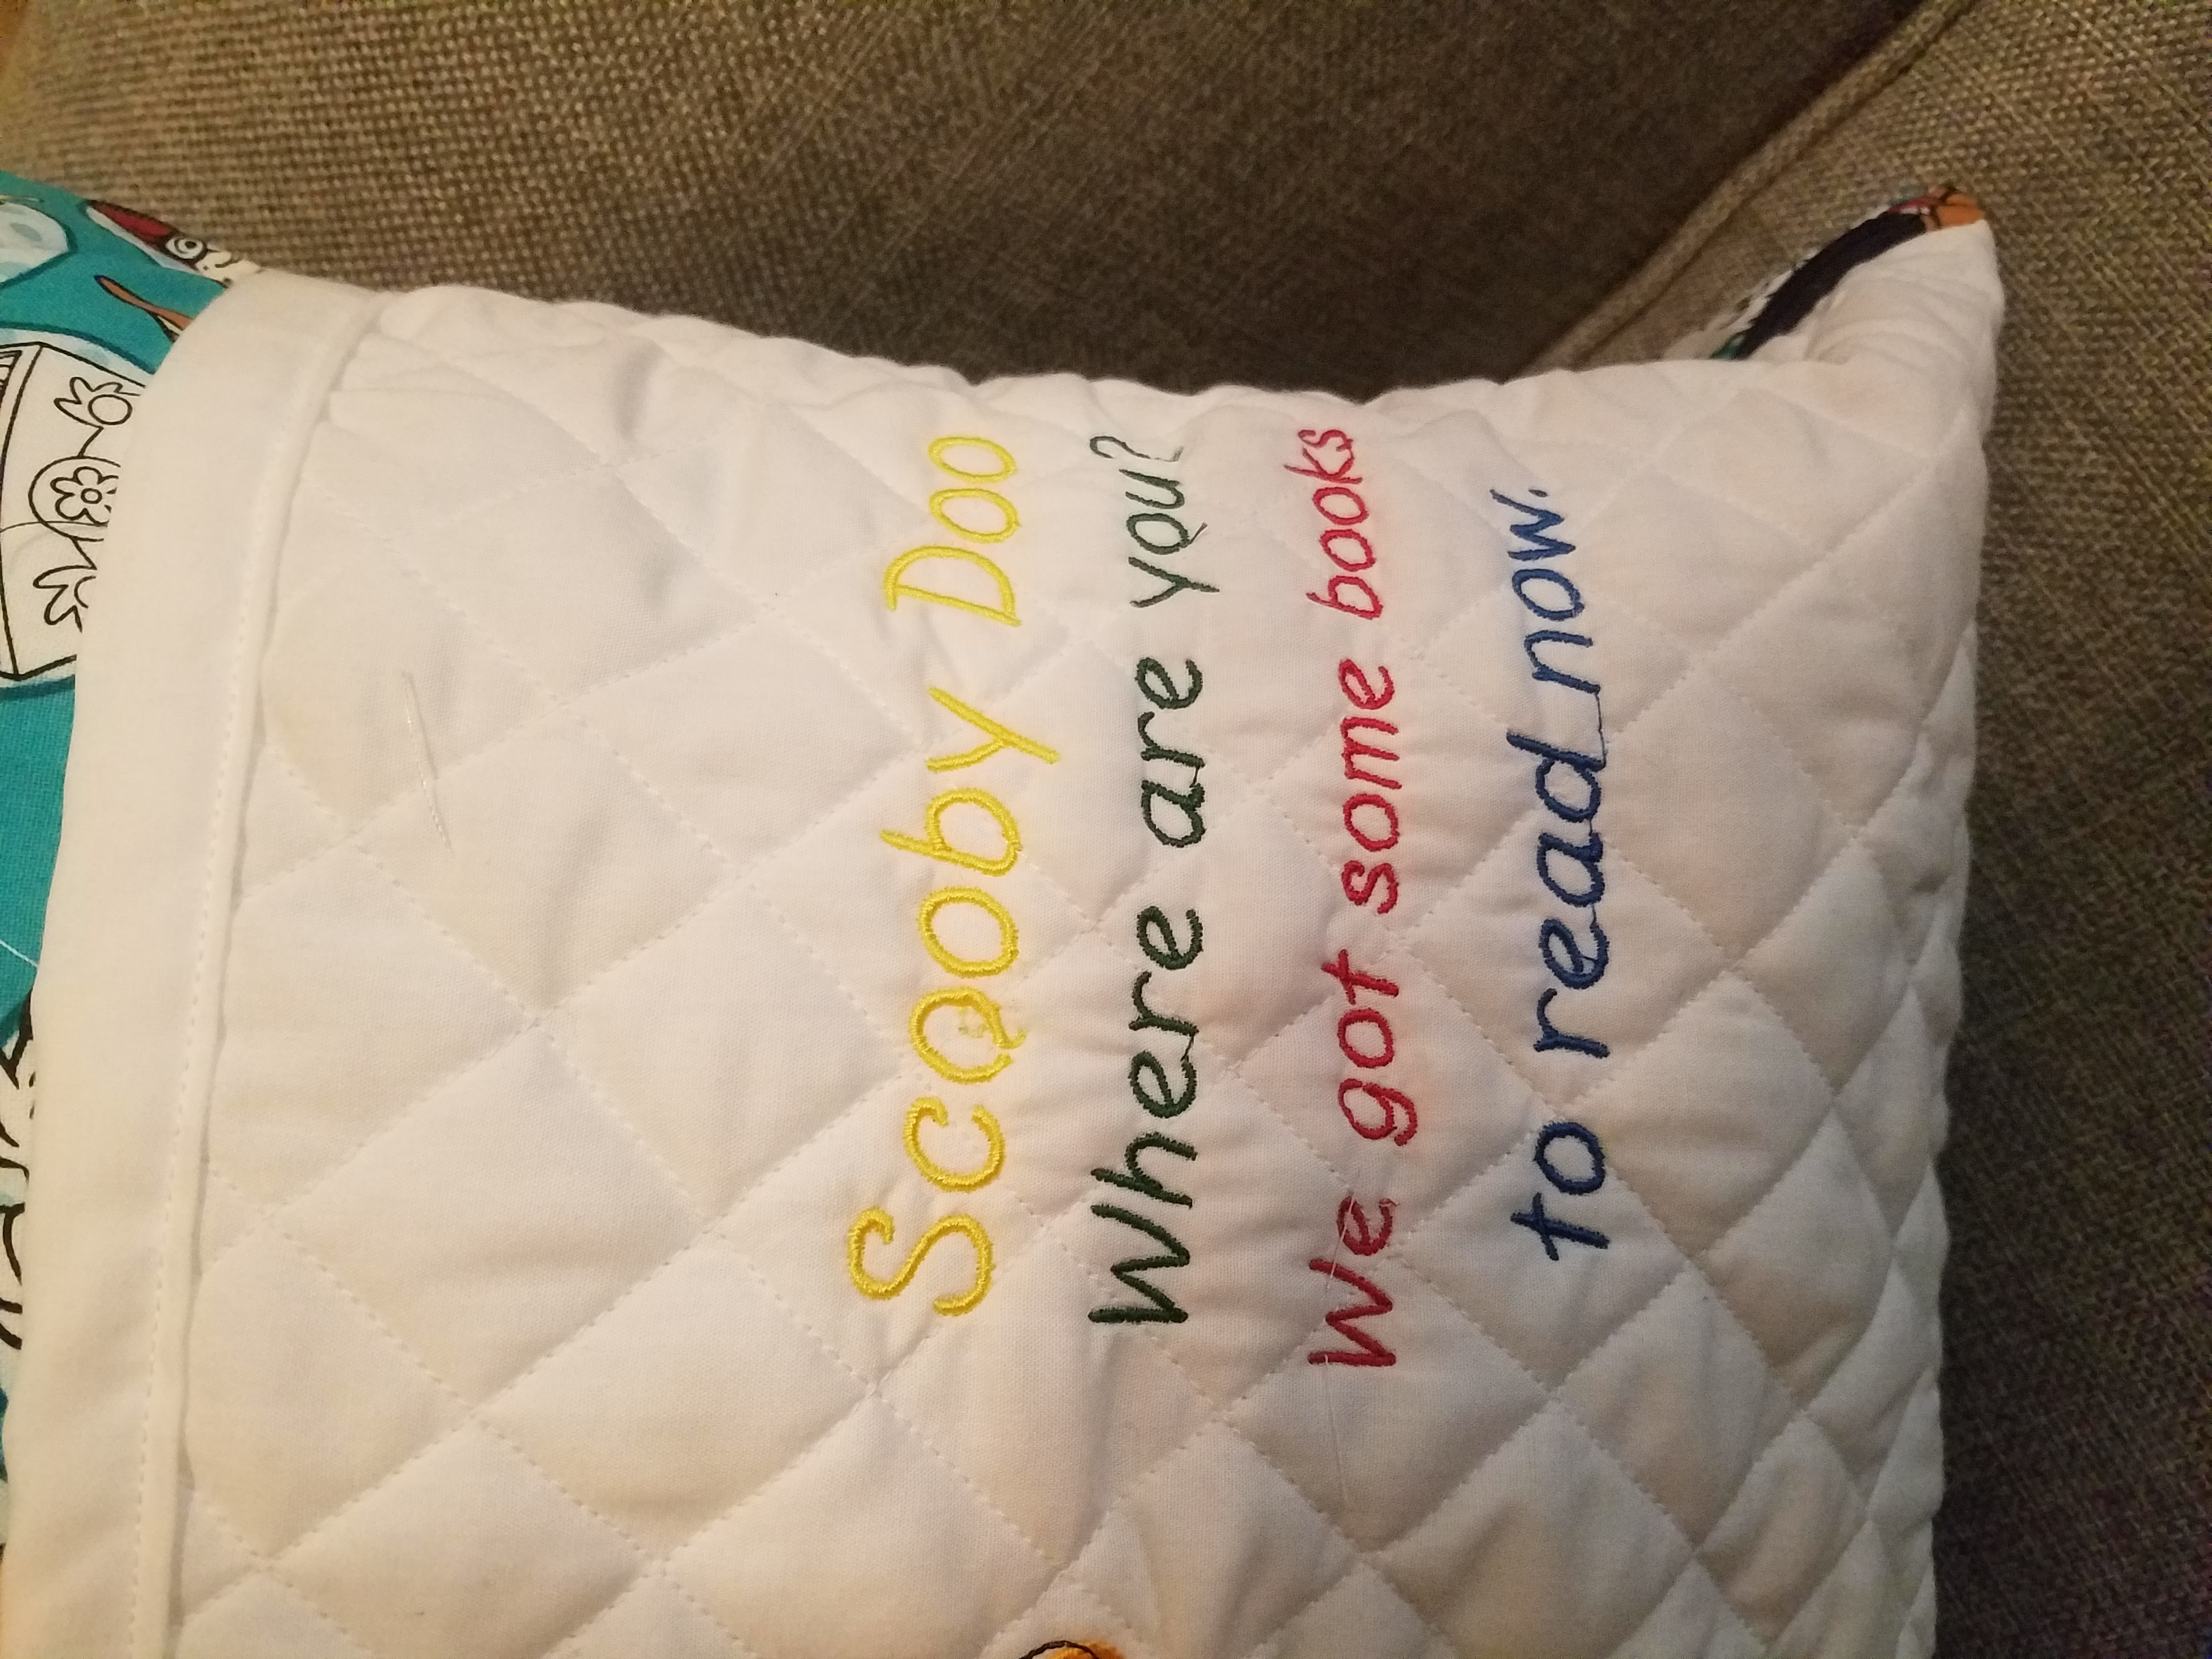 Scooby Doo
Where are you?
We got some books
to read now.